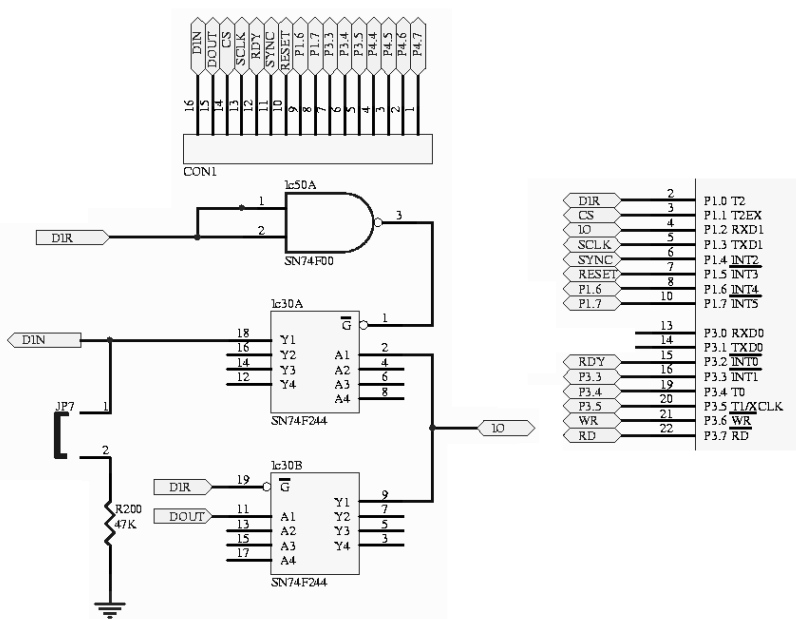 DIN DOUT CS SCLK RDY SYNC RESET P1.6 P1.7 P3.3 P3.4 P3.5 P4.4 P4.5 P4.6 P4.7
16 15 14 13 12 11 10 9 8 7 6 5 4 3 2 1
CON1
Ic50A
1
DIR
2
3
SN74F00
Ic30A
G
1
DIN
18 Y1 A1 2
16 Y2 A2 4
14 Y3 A3 6
12 Y4 A4 8
SN74F244
JP7
1
2
IO
Ic30B
DIR 19 G
Y1 9
DOUT 11 A1 Y2 7
13 A2 Y3 5
15 A3 Y4 3
17 A4
SN74F244
R200
47K
DIR 2 P1.0 T2
CS 3 P1.1 T2EX
IO 4 P1.2 RXD1
SCLK 5 P1.3 TXD1
SYNC 6 P1.4 INT2
RESET 7 P1.5 INT3
P1.6 8 P1.6 INT4
P1.7 10 P1.7 INT5
13 P3.0 RXD0
14 P3.1 TXD0
RDY 15 P3.2 INT0
P3.3 16 P3.3 INT1
P3.4 19 P3.4 T0
P3.5 20 P3.5 T1/XCLK
WR 21 P3.6 WR
RD 22 P3.7 RD